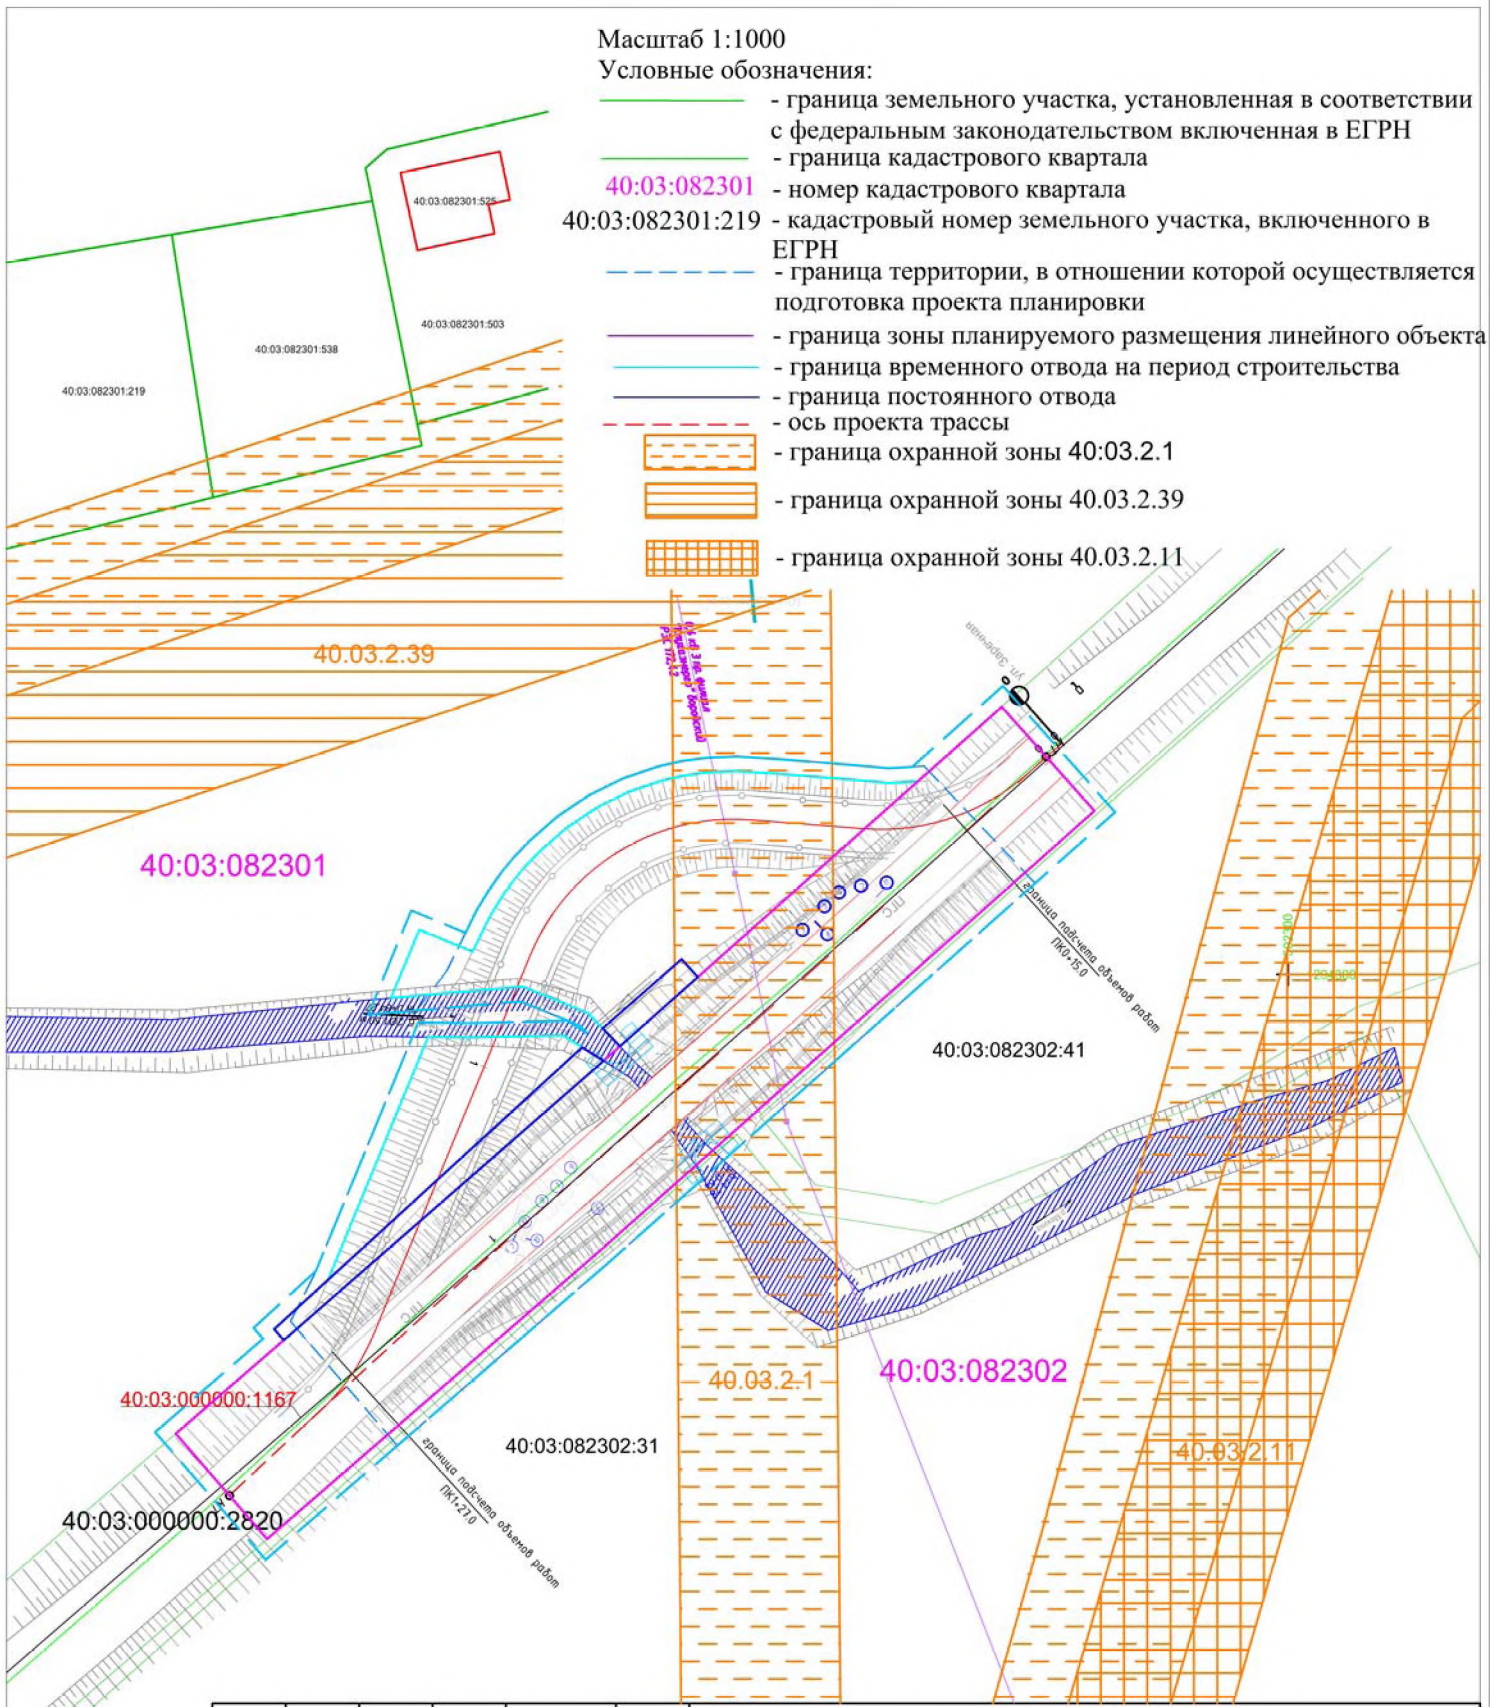 Масштаб 1:1000
Условные обозначения:
- граница земельного участка, установленная в соответствии
с федеральным законодательством включенная в ЕГРН
- граница кадастрового квартала
40:03:082301 - номер кадастрового квартала
40:03:082301:219 - кадастровый номер земельного участка, включенного в
ЕГРН
- граница территории, в отношении которой осуществляется
подготовка проекта планировки
- граница зоны планируемого размещения линейного объекта
- граница временного отвода на период строительства
- граница постоянного отвода
- ось проекта трассы
- граница охранной зоны 40:03.2.1
- граница охранной зоны 40.03.2.39
- граница охранной зоны 40.03.2.11
40:03:082301:525
40:03:082301:503
40:03:082301:538
40:03:082301:219
40.03.2.39
ул. Заречная
40:03:082301
ПГС
граница подсчета объемов работ
ПК0+15.0
40:03:082302:41
ПГС
40.03.2.1
40:03:082302
40:03:000000:1167
40:03:082302:31
40.03.2.11
граница подсчета объемов работ
ПК1+27.0
40:03:000000:2820